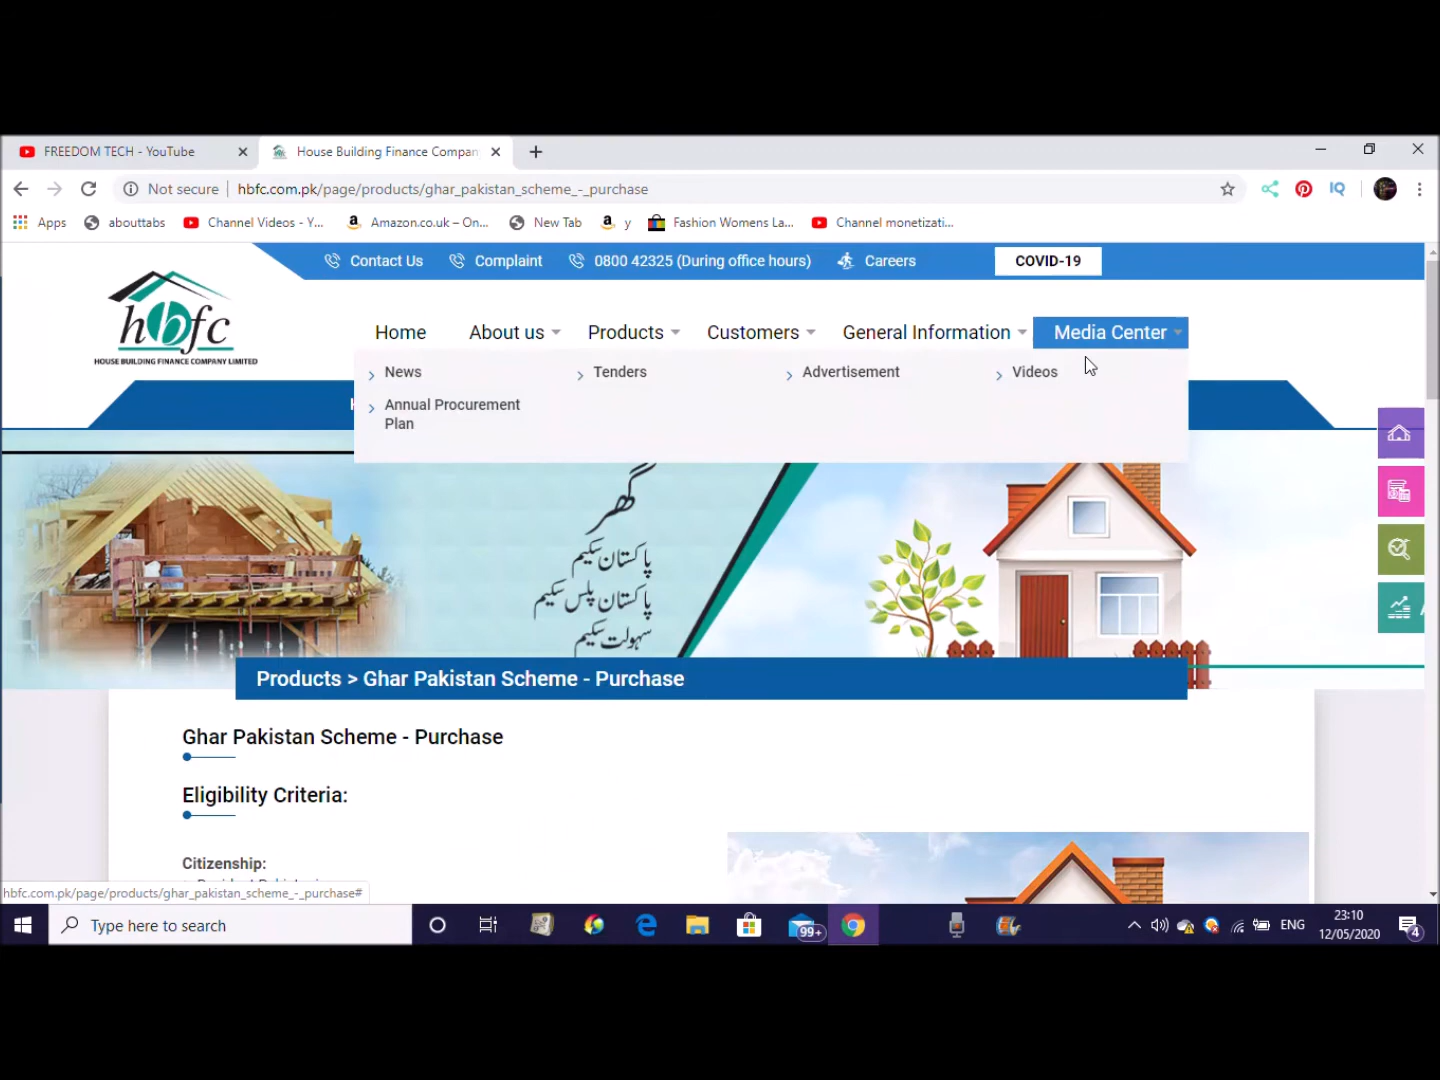 FREEDOM TECH - YouTube
House Building Finance Compan
Not secure
hbfc.com.pk/page/products/ghar_pakistan_scheme_-_purchase
IQ
Apps
abouttabs
Channel Videos - Y...
Amazon.co.uk – On...
New Tab
y
Fashion Womens La...
Channel monetizati...
Contact Us
Complaint
0800 42325 (During office hours)
Careers
COVID-19
hbfc
HOUSE BUILDING FINANCE COMPANY LIMITED
Home
About us
Products
Customers
General Information
Media Center
News
Tenders
Advertisement
Videos
Annual Procurement
Plan
گھر
پاکستان سکیم
پاکستان پلس سکیم
سہولت سکیم
Products > Ghar Pakistan Scheme - Purchase
Ghar Pakistan Scheme - Purchase
Eligibility Criteria:
Citizenship:
hbfc.com.pk/page/products/ghar_pakistan_scheme_-_purchase#
Type here to search
99+
ENG
23:10
12/05/2020
4